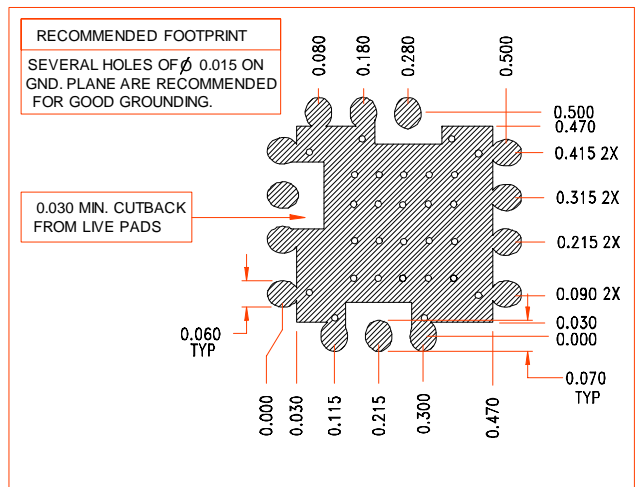 RECOMMENDED FOOTPRINT
SEVERAL HOLES OF ϕ 0.015 ON
GND. PLANE ARE RECOMMENDED
FOR GOOD GROUNDING.
0.080
0.180
0.280
0.500
0.500
0.470
0.415 2X
0.315 2X
0.215 2X
0.090 2X
0.030
0.000
0.030 MIN. CUTBACK
FROM LIVE PADS
0.060
TYP
0.070
TYP
0.000
0.030
0.115
0.215
0.300
0.470